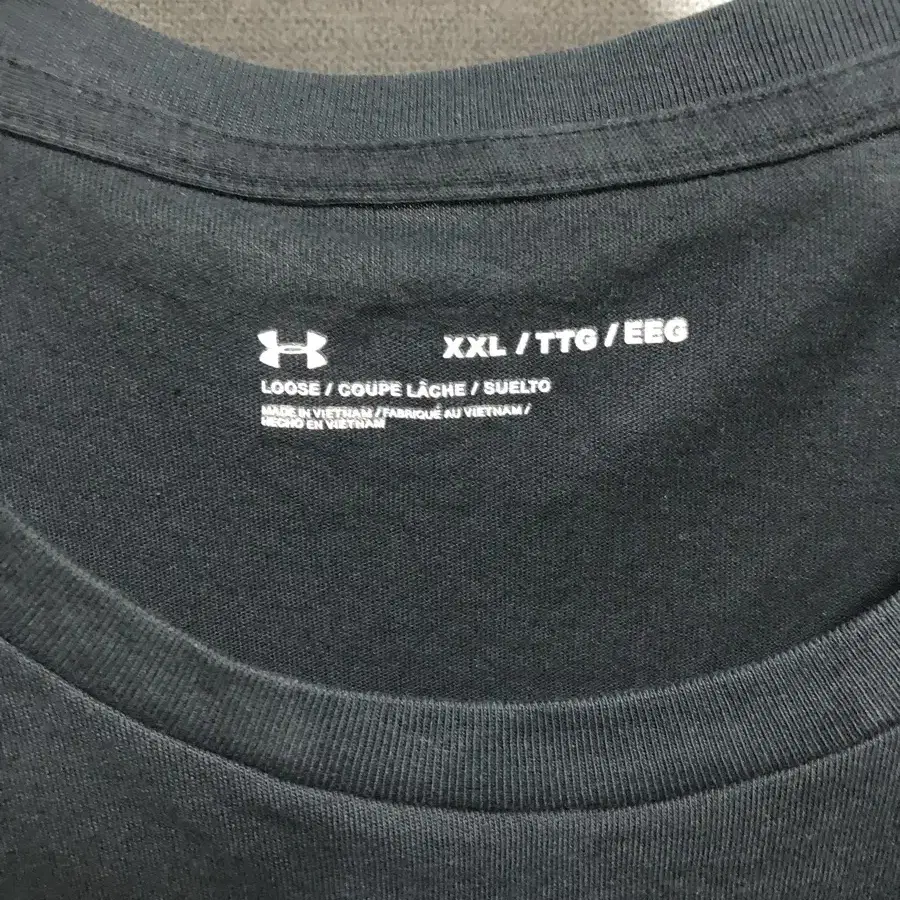 XXL / TTG / EEG
LOOSE / COUPE LÂCHE / SUELTO
MADE IN VIETNAM / FABRIQUÉ AU VIETNAM /
HECHO EN VIETNAM